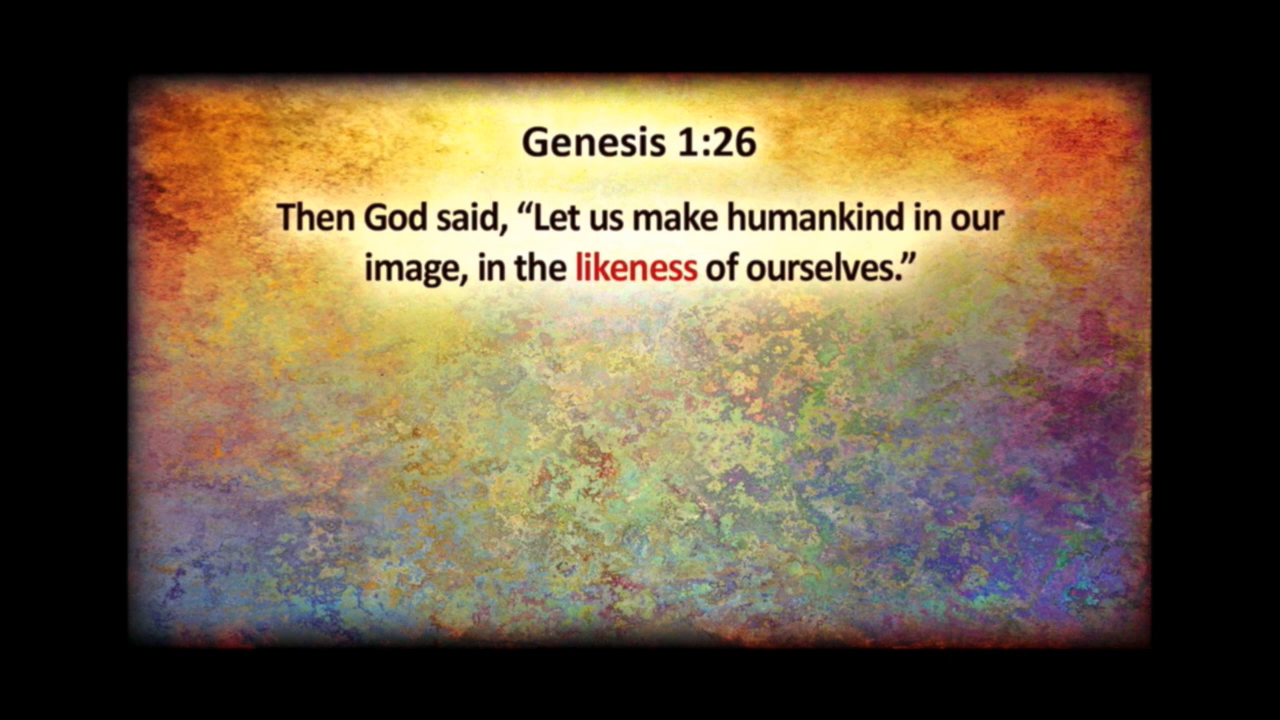 Genesis 1:26
Then God said, “Let us make humankind in our
image, in the likeness of ourselves.”